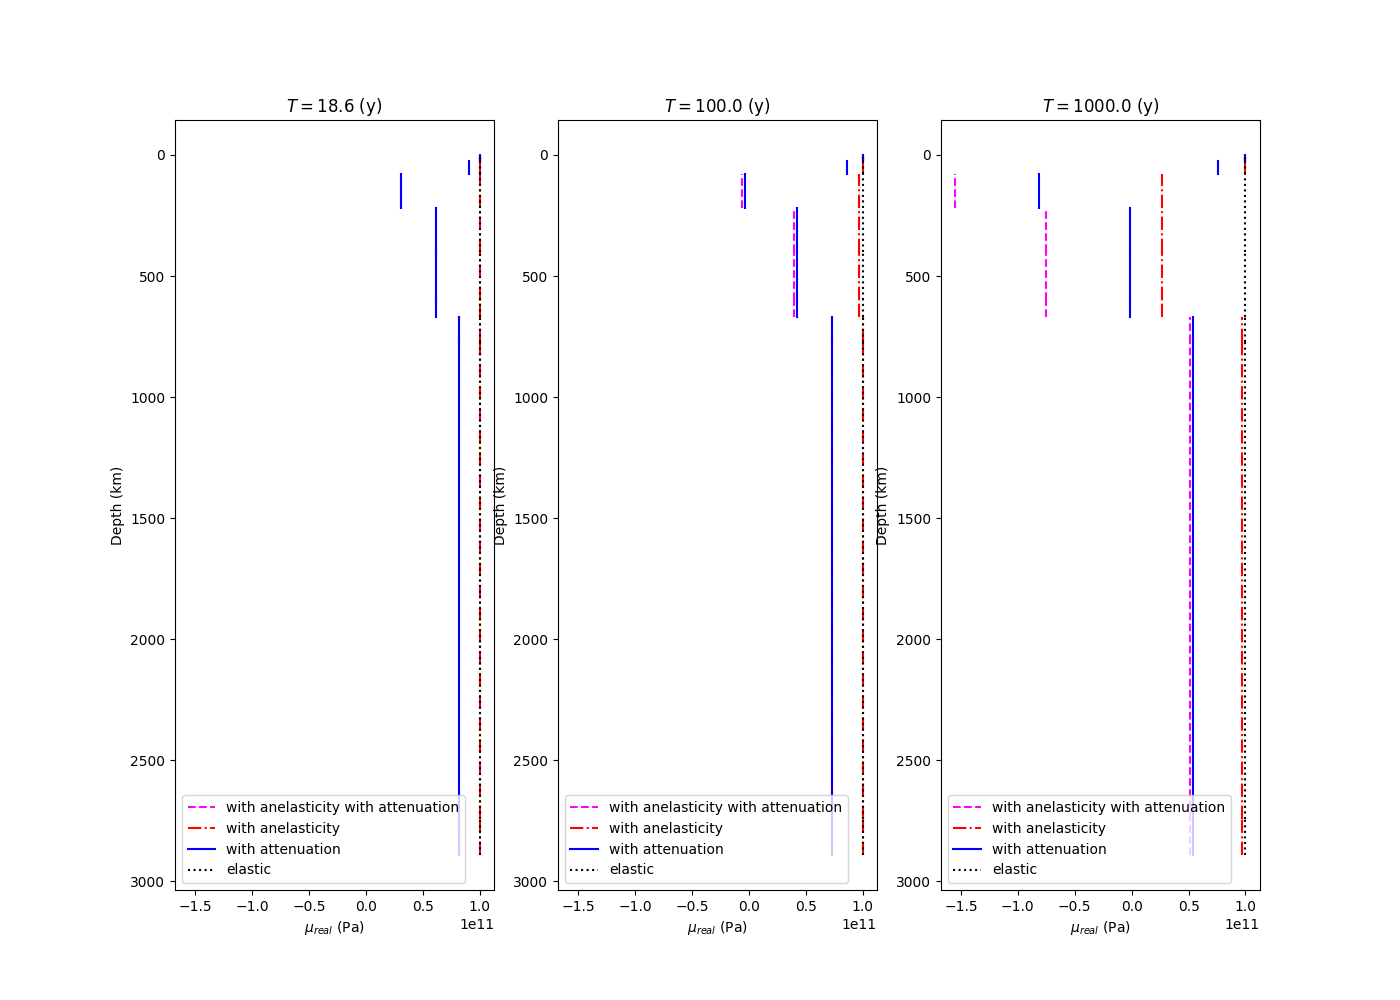 T = 18.6 (y)
0
500
1000
1500
2000
2500
3000
Depth (km)
with anelasticity with attenuation
with anelasticity
with attenuation
elastic
−1.5 −1.0 −0.5 0.0 0.5 1.0
1e11
μreal (Pa)
T = 100.0 (y)
0
500
1000
1500
2000
2500
3000
Depth (km)
with anelasticity with attenuation
with anelasticity
with attenuation
elastic
−1.5 −1.0 −0.5 0.0 0.5 1.0
1e11
μreal (Pa)
T = 1000.0 (y)
0
500
1000
1500
2000
2500
3000
Depth (km)
with anelasticity with attenuation
with anelasticity
with attenuation
elastic
−1.5 −1.0 −0.5 0.0 0.5 1.0
1e11
μreal (Pa)